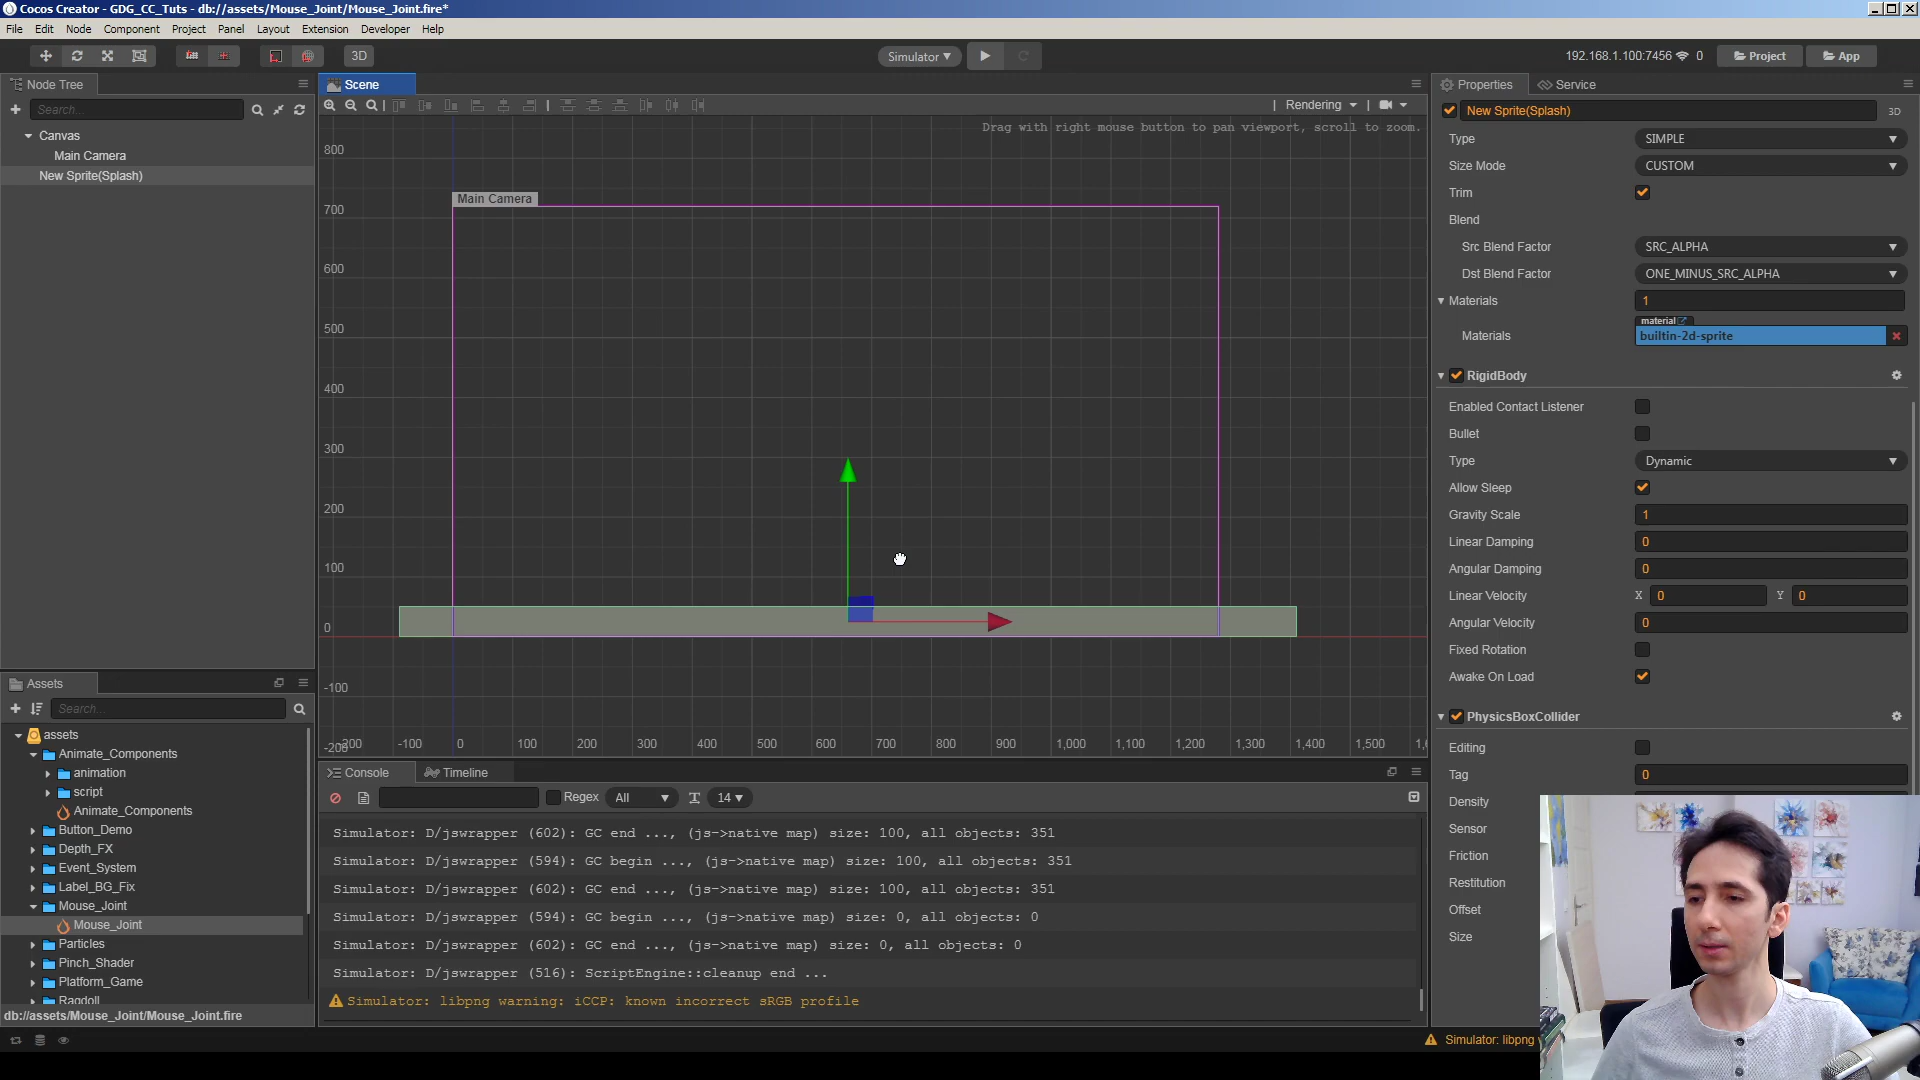 Cocos Creator - GDG_CC_Tuts - db://assets/Mouse_Joint/Mouse_Joint.fire*
File Edit Node Component Project Panel Layout Extension Developer Help
3D
Simulator
192.168.1.100:7456 0 Project App
Node Tree
Search...
Canvas
Main Camera
New Sprite(Splash)
Scene
Rendering
Drag with right mouse button to pan viewport, scroll to zoom.
Main Camera
800
700
600
500
400
300
200
100
0
-100
-200
-100 0 100 200 300 400 500 600 700 800 900 1,000 1,100 1,200 1,300 1,400 1,500
Assets
Search...
assets
Animate_Components
animation
script
Animate_Components
Button_Demo
Depth_FX
Event_System
Label_BG_Fix
Mouse_Joint
Mouse_Joint
Particles
Pinch_Shader
Platform_Game
Ragdoll
db://assets/Mouse_Joint/Mouse_Joint.fire
Console Timeline
Regex All 14
Simulator: D/jswrapper (602): GC end ..., (js->native map) size: 100, all objects: 351
Simulator: D/jswrapper (594): GC begin ..., (js->native map) size: 100, all objects: 351
Simulator: D/jswrapper (602): GC end ..., (js->native map) size: 100, all objects: 351
Simulator: D/jswrapper (594): GC begin ..., (js->native map) size: 0, all objects: 0
Simulator: D/jswrapper (602): GC end ..., (js->native map) size: 0, all objects: 0
Simulator: D/jswrapper (516): ScriptEngine::cleanup end ...
Simulator: libpng warning: iCCP: known incorrect sRGB profile
Properties Service
New Sprite(Splash) 3D
Type SIMPLE
Size Mode CUSTOM
Trim
Blend
Src Blend Factor SRC_ALPHA
Dst Blend Factor ONE_MINUS_SRC_ALPHA
Materials 1
material
Materials builtin-2d-sprite
RigidBody
Enabled Contact Listener
Bullet
Type Dynamic
Allow Sleep
Gravity Scale 1
Linear Damping 0
Angular Damping 0
Linear Velocity X 0 Y 0
Angular Velocity 0
Fixed Rotation
Awake On Load
PhysicsBoxCollider
Editing
Tag 0
Density
Sensor
Friction
Restitution
Offset
Size
Simulator: libpng